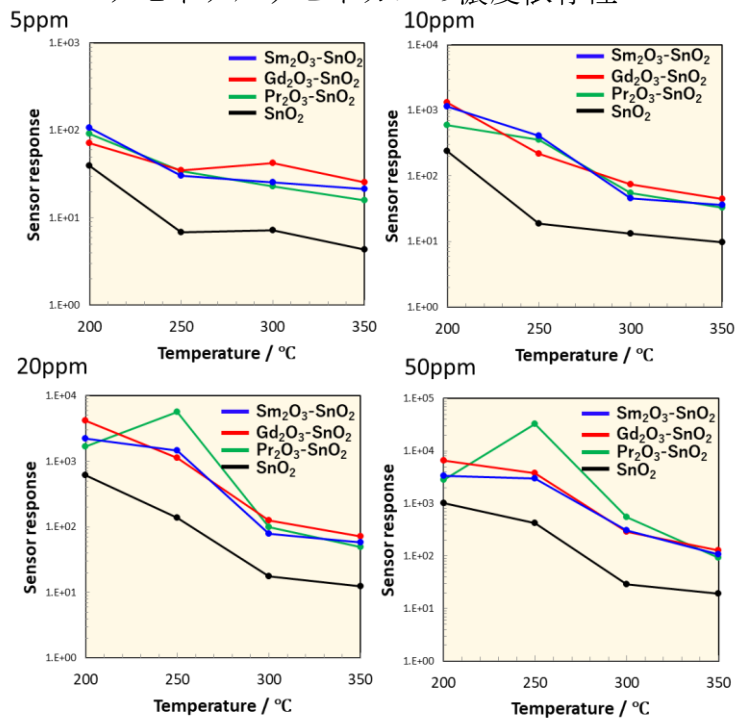 濃度依存性
5ppm
1.E+03
1.E+02
1.E+01
1.E+00
Sensor response
Sm₂O₃-SnO₂
Gd₂O₃-SnO₂
Pr₂O₃-SnO₂
SnO₂
200 250 300 350
Temperature / ℃
10ppm
1.E+04
1.E+03
1.E+02
1.E+01
1.E+00
Sensor response
Sm₂O₃-SnO₂
Gd₂O₃-SnO₂
Pr₂O₃-SnO₂
SnO₂
200 250 300 350
Temperature / ℃
20ppm
1.E+04
1.E+03
1.E+02
1.E+01
1.E+00
Sensor response
Sm₂O₃-SnO₂
Gd₂O₃-SnO₂
Pr₂O₃-SnO₂
SnO₂
200 250 300 350
Temperature / ℃
50ppm
1.E+05
1.E+04
1.E+03
1.E+02
1.E+01
1.E+00
Sensor response
Sm₂O₃-SnO₂
Gd₂O₃-SnO₂
Pr₂O₃-SnO₂
SnO₂
200 250 300 350
Temperature / ℃